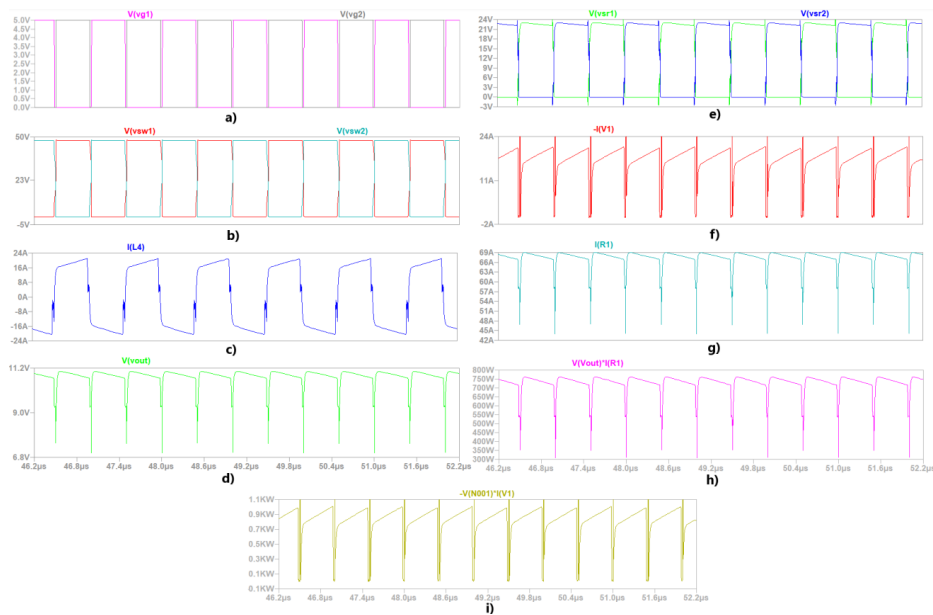 V(vg1) V(vg2)
5.0V
4.5V
4.0V
3.5V
3.0V
2.5V
2.0V
1.5V
1.0V
0.5V
0.0V
a)
V(vsw1) V(vsw2)
50V
23V
-5V
b)
I(L4)
24A
16A
8A
0A
-8A
-16A
-24A
c)
V(vout)
11.2V
9.0V
6.8V
46.2µs 46.8µs 47.4µs 48.0µs 48.6µs 49.2µs 49.8µs 50.4µs 51.0µs 51.6µs 52.2µs
d)
V(vsr1) V(vsr2)
24V
21V
18V
15V
12V
9V
6V
3V
0V
-3V
e)
-I(V1)
24A
11A
-2A
f)
I(R1)
69A
66A
63A
60A
57A
54A
51A
48A
45A
42A
g)
V(Vout)*I(R1)
800W
750W
700W
650W
600W
550W
500W
450W
400W
350W
300W
46.2µs 46.8µs 47.4µs 48.0µs 48.6µs 49.2µs 49.8µs 50.4µs 51.0µs 51.6µs 52.2µs
h)
-V(N001)*I(V1)
1.1KW
0.9KW
0.7KW
0.5KW
0.3KW
0.1KW
0.1KW
46.2µs 46.8µs 47.4µs 48.0µs 48.6µs 49.2µs 49.8µs 50.4µs 51.0µs 51.6µs 52.2µs
i)